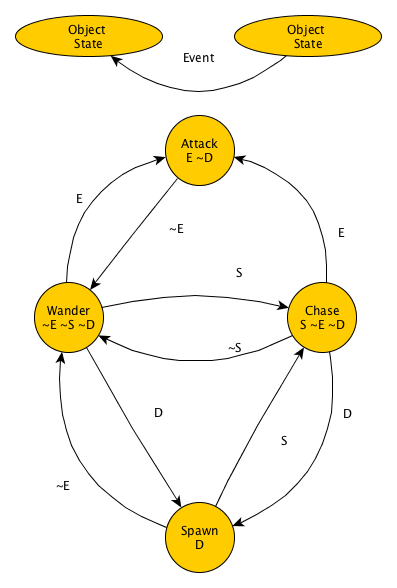 Object
State
Object
State
Event
Attack
E ~D
E
~E
E
S
Wander
~E ~S ~D
Chase
S ~E ~D
~S
D
D
S
~E
Spawn
D